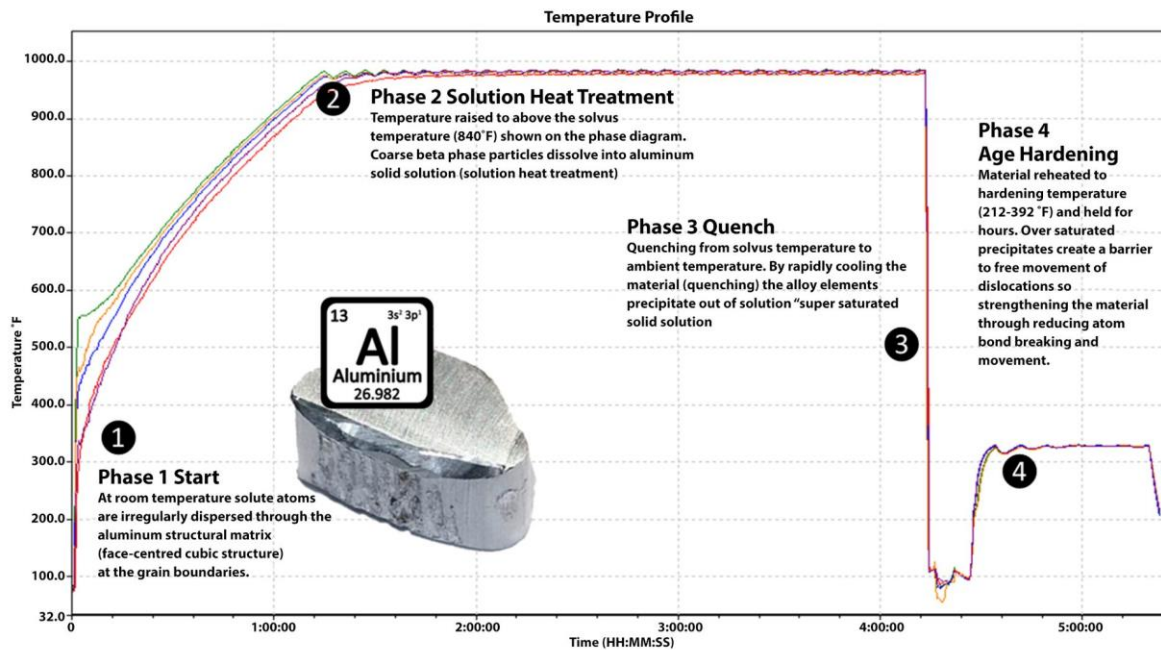 Temperature Profile
1000.0
900.0
800.0
700.0
600.0
500.0
400.0
300.0
200.0
100.0
32.0
Temperature ˚F
2
Phase 2 Solution Heat Treatment
Temperature raised to above the solvus
temperature (840˚F) shown on the phase diagram.
Coarse beta phase particles dissolve into aluminum
solid solution (solution heat treatment)
Phase 4
Age Hardening
Material reheated to
hardening temperature
(212-392 ˚F) and held for
hours. Over saturated
precipitates create a barrier
to free movement of
dislocations so
strengthening the material
through reducing atom
bond breaking and
movement.
Phase 3 Quench
Quenching from solvus temperature to
ambient temperature. By rapidly cooling the
material (quenching) the alloy elements
precipitate out of solution “super saturated
solid solution
3
13 3s² 3p¹
Al
Aluminium
26.982
1
Phase 1 Start
At room temperature solute atoms
are irregularly dispersed through the
aluminum structural matrix
(face-centred cubic structure)
at the grain boundaries.
4
0 1:00:00 2:00:00 3:00:00 4:00:00 5:00:00
Time (HH:MM:SS)